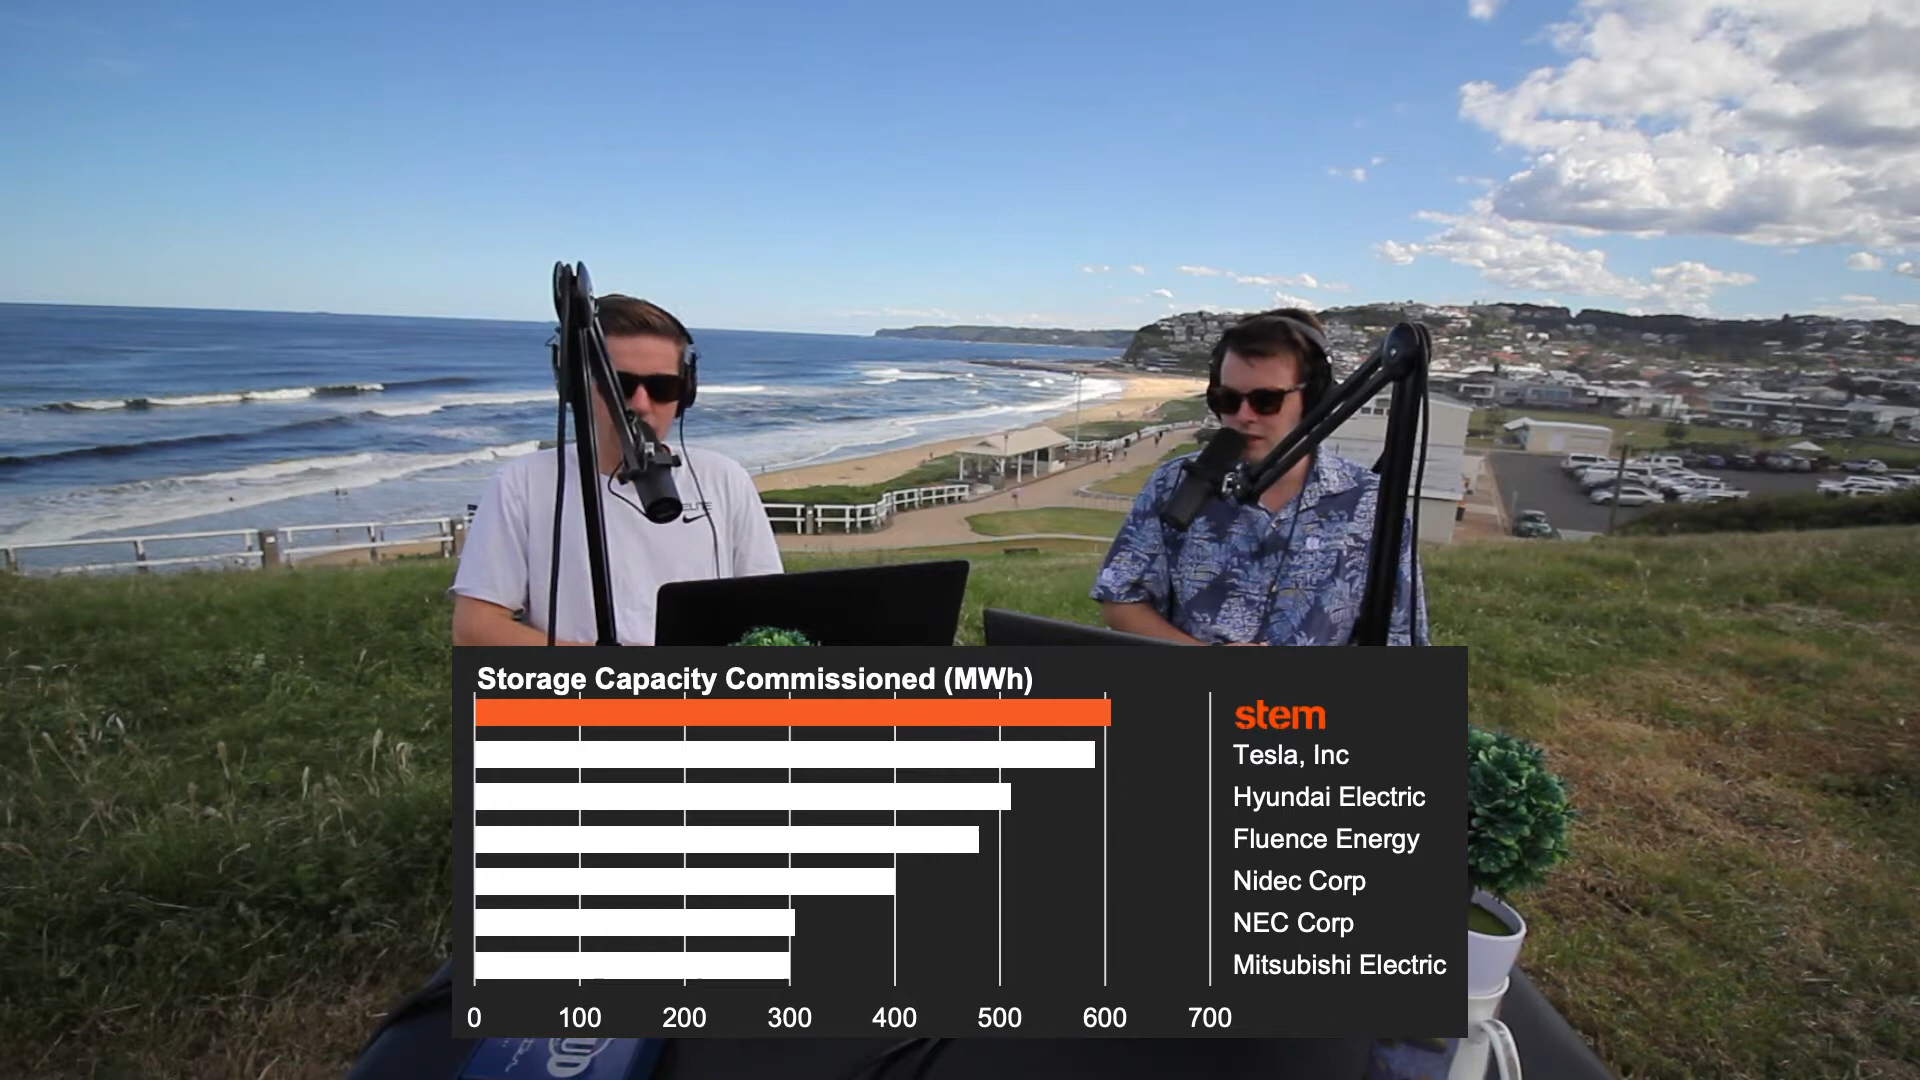 ELITE
Storage Capacity Commissioned (MWh)
stem
Tesla, Inc
Hyundai Electric
Fluence Energy
Nidec Corp
NEC Corp
Mitsubishi Electric
0 100 200 300 400 500 600 700